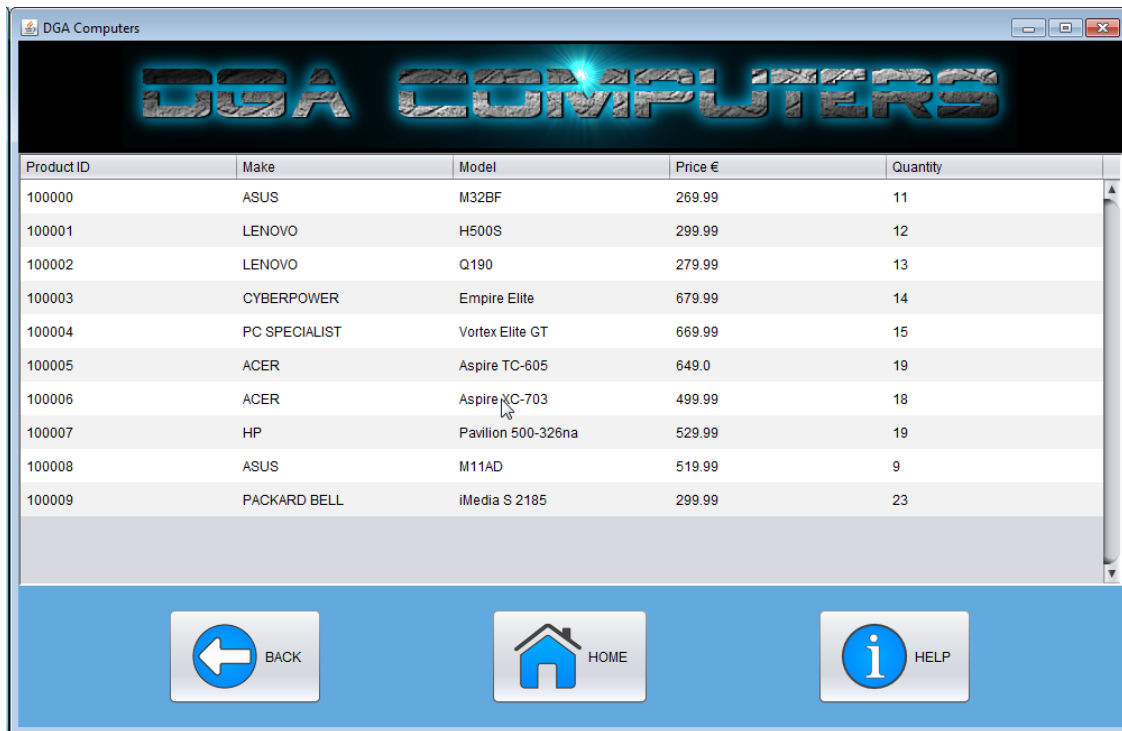 DGA Computers
DGA COMPUTERS
Product ID Make Model Price € Quantity
100000 ASUS M32BF 269.99 11
100001 LENOVO H500S 299.99 12
100002 LENOVO Q190 279.99 13
100003 CYBERPOWER Empire Elite 679.99 14
100004 PC SPECIALIST Vortex Elite GT 669.99 15
100005 ACER Aspire TC-605 649.0 19
100006 ACER Aspire XC-703 499.99 18
100007 HP Pavilion 500-326na 529.99 19
100008 ASUS M11AD 519.99 9
100009 PACKARD BELL iMedia S 2185 299.99 23
BACK HOME HELP